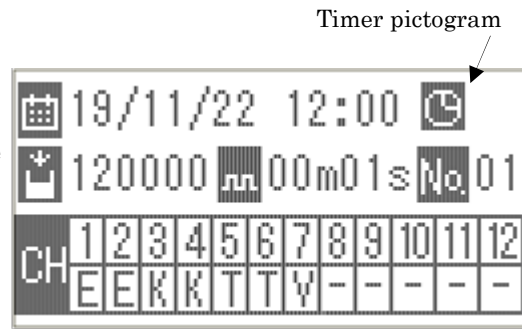 Timer pictogram
19/11/22 12:00
120000 00m01s No. 01
CH 1 2 3 4 5 6 7 8 9 10 11 12
E E K K T T V - - - - -